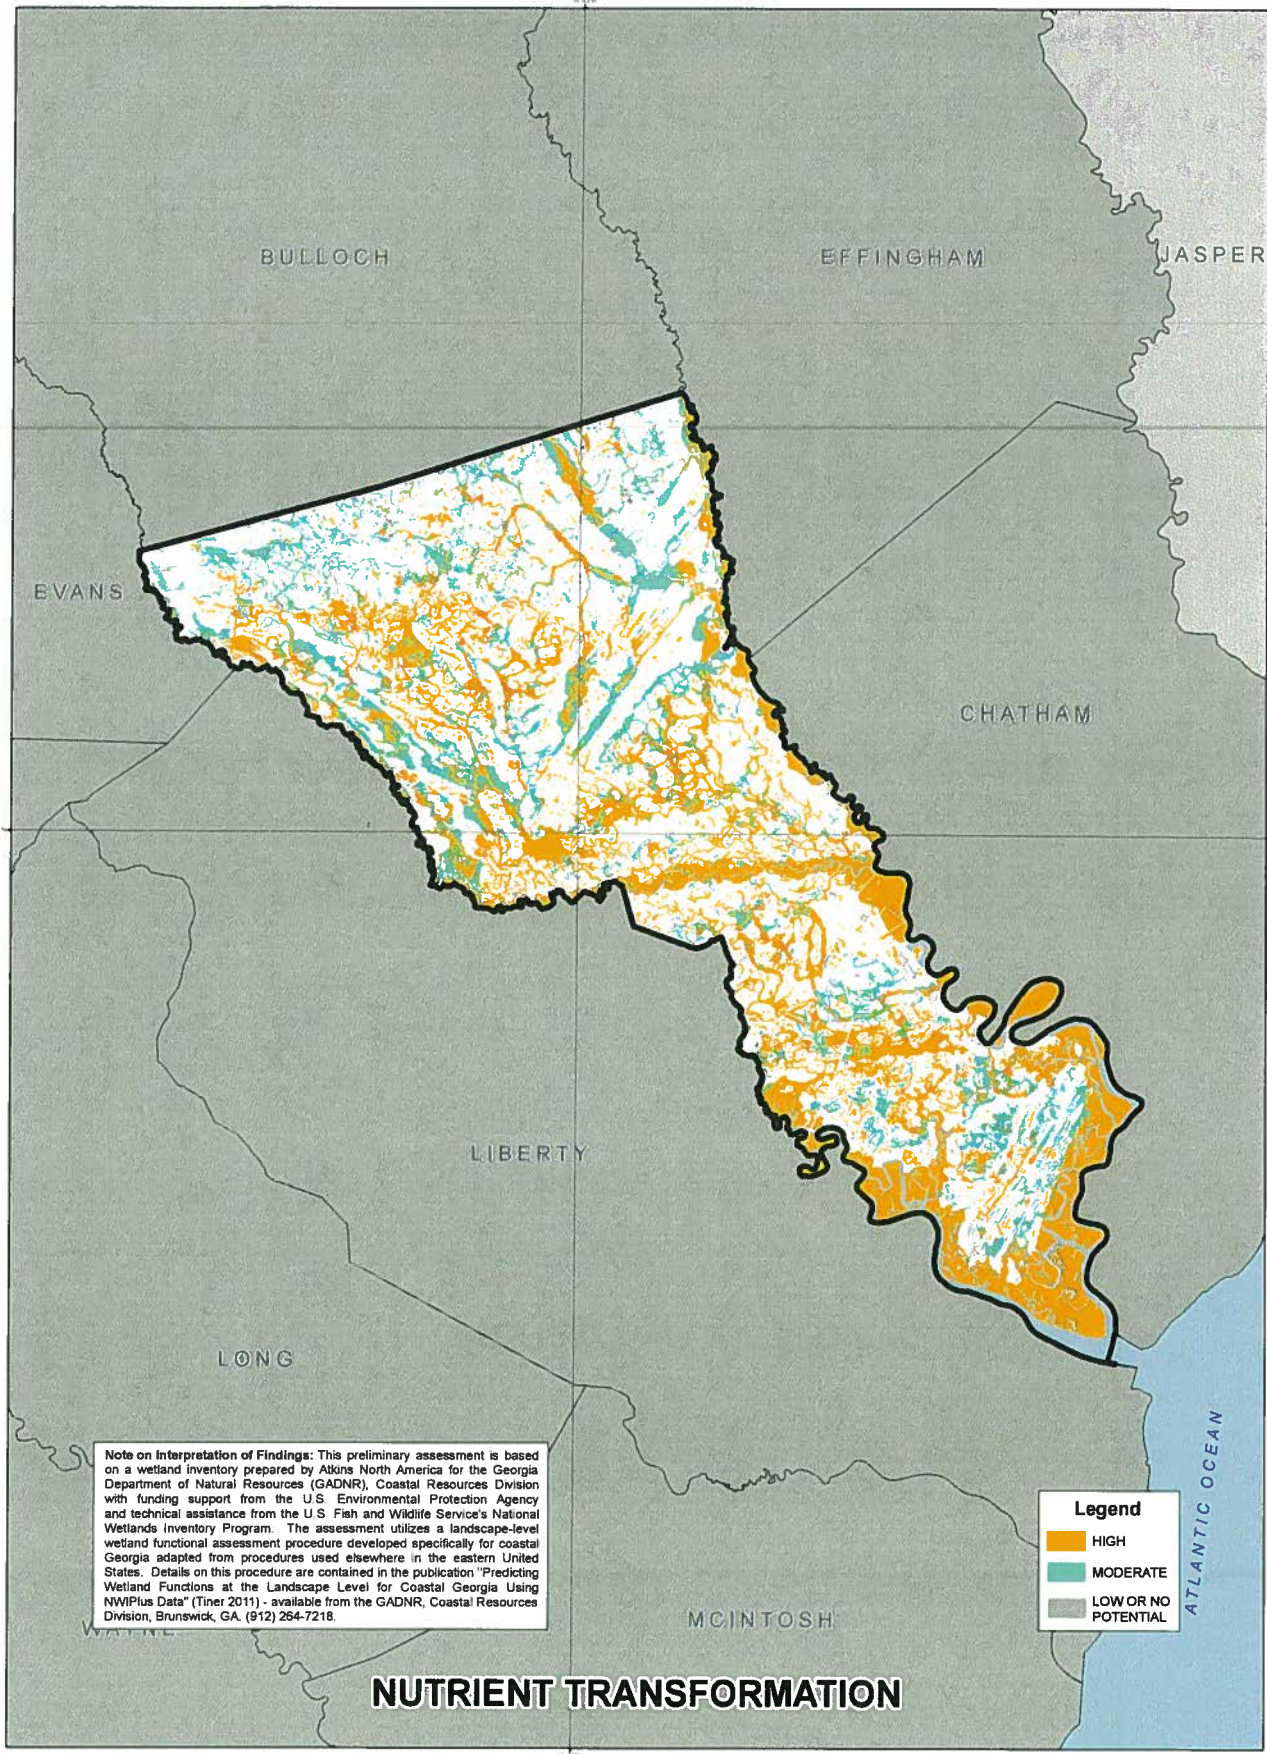 BULLOCH
EFFINGHAM
JASPER
EVANS
CHATHAM
LIBERTY
LONG
Note on Interpretation of Findings: This preliminary assessment is based
on a wetland inventory prepared by Atkins North America for the Georgia
Department of Natural Resources (GADNR), Coastal Resources Division
with funding support from the U.S. Environmental Protection Agency
and technical assistance from the U.S. Fish and Wildlife Service's National
Wetlands Inventory Program. The assessment utilizes a landscape-level
wetland functional assessment procedure developed specifically for coastal
Georgia adapted from procedures used elsewhere in the eastern United
States. Details on this procedure are contained in the publication "Predicting
Wetland Functions at the Landscape Level for Coastal Georgia Using
NWIPlus Data" (Tiner 2011) - available from the GADNR, Coastal Resources
Division, Brunswick, GA. (912) 264-7218.
WAYNE
MCINTOSH
ATLANTIC OCEAN
Legend
HIGH
MODERATE
LOW OR NO
POTENTIAL
NUTRIENT TRANSFORMATION